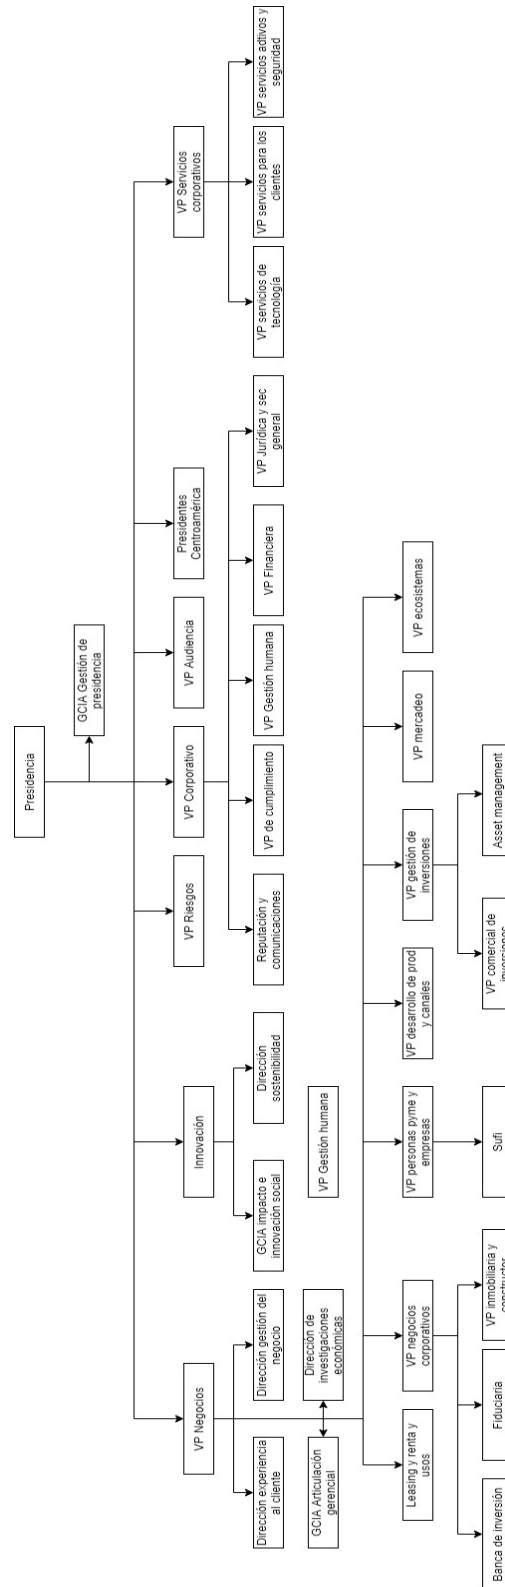 Presidencia
GCIA Gestión de
presidencia
VP Negocios
Innovación
VP Riesgos
VP Corporativo
VP Audiencia
Presidentes
Centroamérica
VP Servicios
corporativos
Dirección experiencia
al cliente
Dirección gestión del
negocio
GCIA impacto e
innovación social
Dirección
sostenibilidad
Reputación y
comunicaciones
VP de cumplimiento
VP Gestión humana
VP Financiera
VP Jurídica y sec
general
VP servicios de
tecnología
VP servicios para los
clientes
VP servicios adtivos y
seguridad
GCIA Articulación
gerencial
Dirección de
investigaciones
económicas
VP Gestión humana
Leasing y renta y
usos
VP negocios
corporativos
VP personas pyme y
empresas
VP desarrollo de prod
y canales
VP gestión de
inversiones
VP mercadeo
VP ecosistemas
Banca de inversión
Fiduciaria
VP inmobiliaria y
constructor
Sufi
VP comercial de
inversiones
Asset management